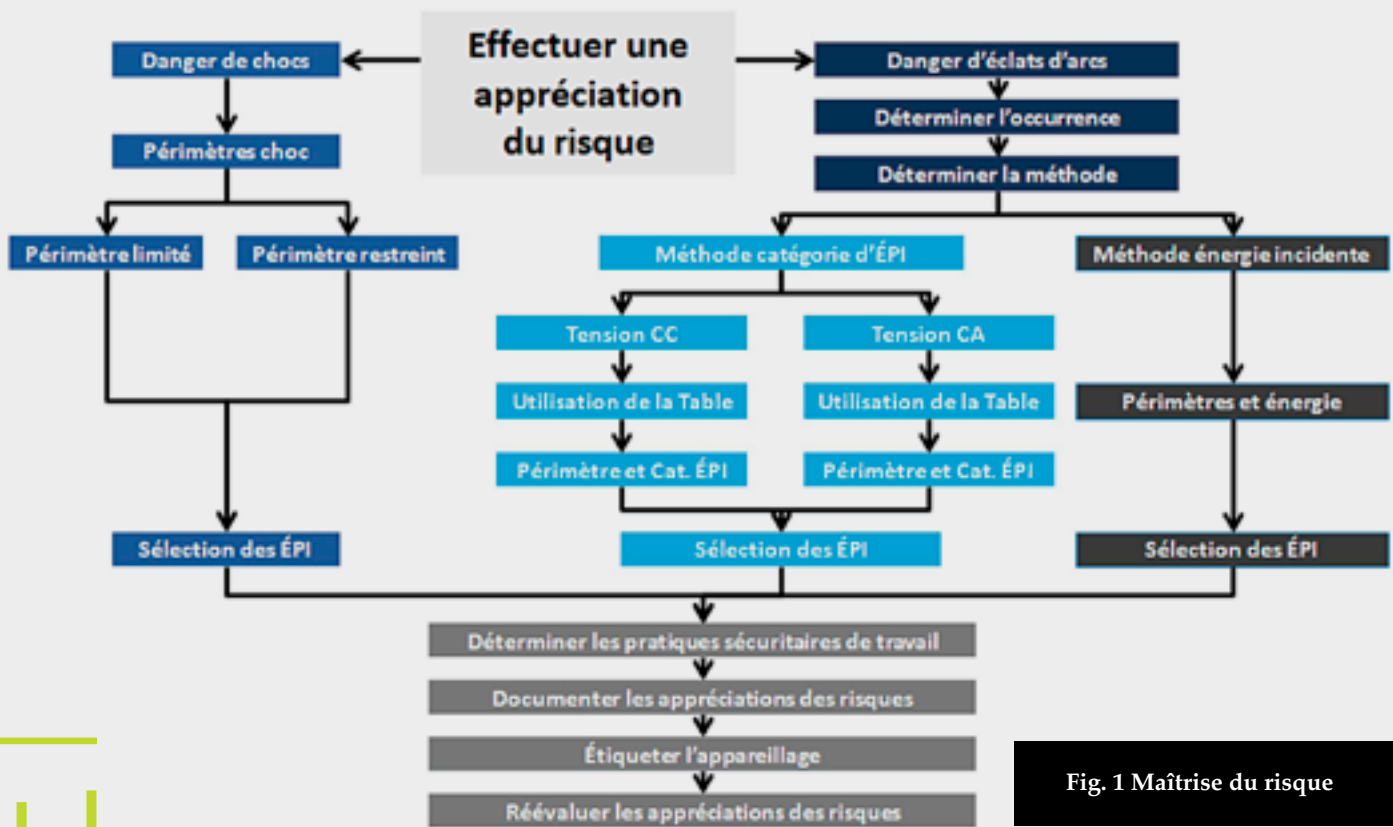 Effectuer une
appréciation
du risque
Danger de chocs
Périmètres choc
Périmètre limité
Périmètre restreint
Sélection des ÉPI
Danger d'éclats d'arcs
Déterminer l'occurrence
Déterminer la méthode
Méthode catégorie d'ÉPI
Tension CC
Tension CA
Utilisation de la Table
Utilisation de la Table
Périmètre et Cat. ÉPI
Périmètre et Cat. ÉPI
Sélection des ÉPI
Méthode énergie incidente
Périmètres et énergie
Sélection des ÉPI
Déterminer les pratiques sécuritaires de travail
Documenter les appréciations des risques
Étiqueter l'appareillage
Réévaluer les appréciations des risques
Fig. 1 Maîtrise du risque